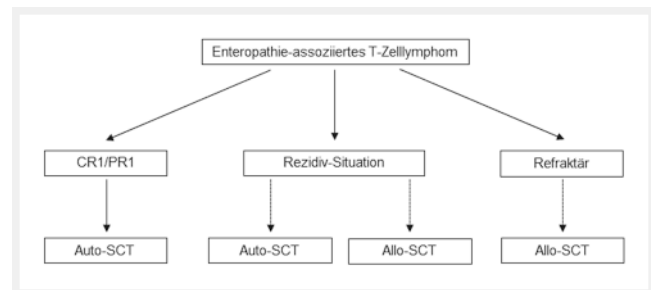 Enteropathie-assoziiertes T-Zelllymphom
CR1/PR1
Rezidiv-Situation
Refraktär
Auto-SCT
Auto-SCT
Allo-SCT
Allo-SCT